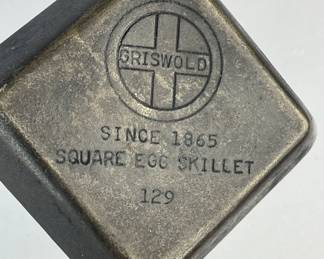 GRISWOLD
SINCE 1865
SQUARE EGG SKILLET
129